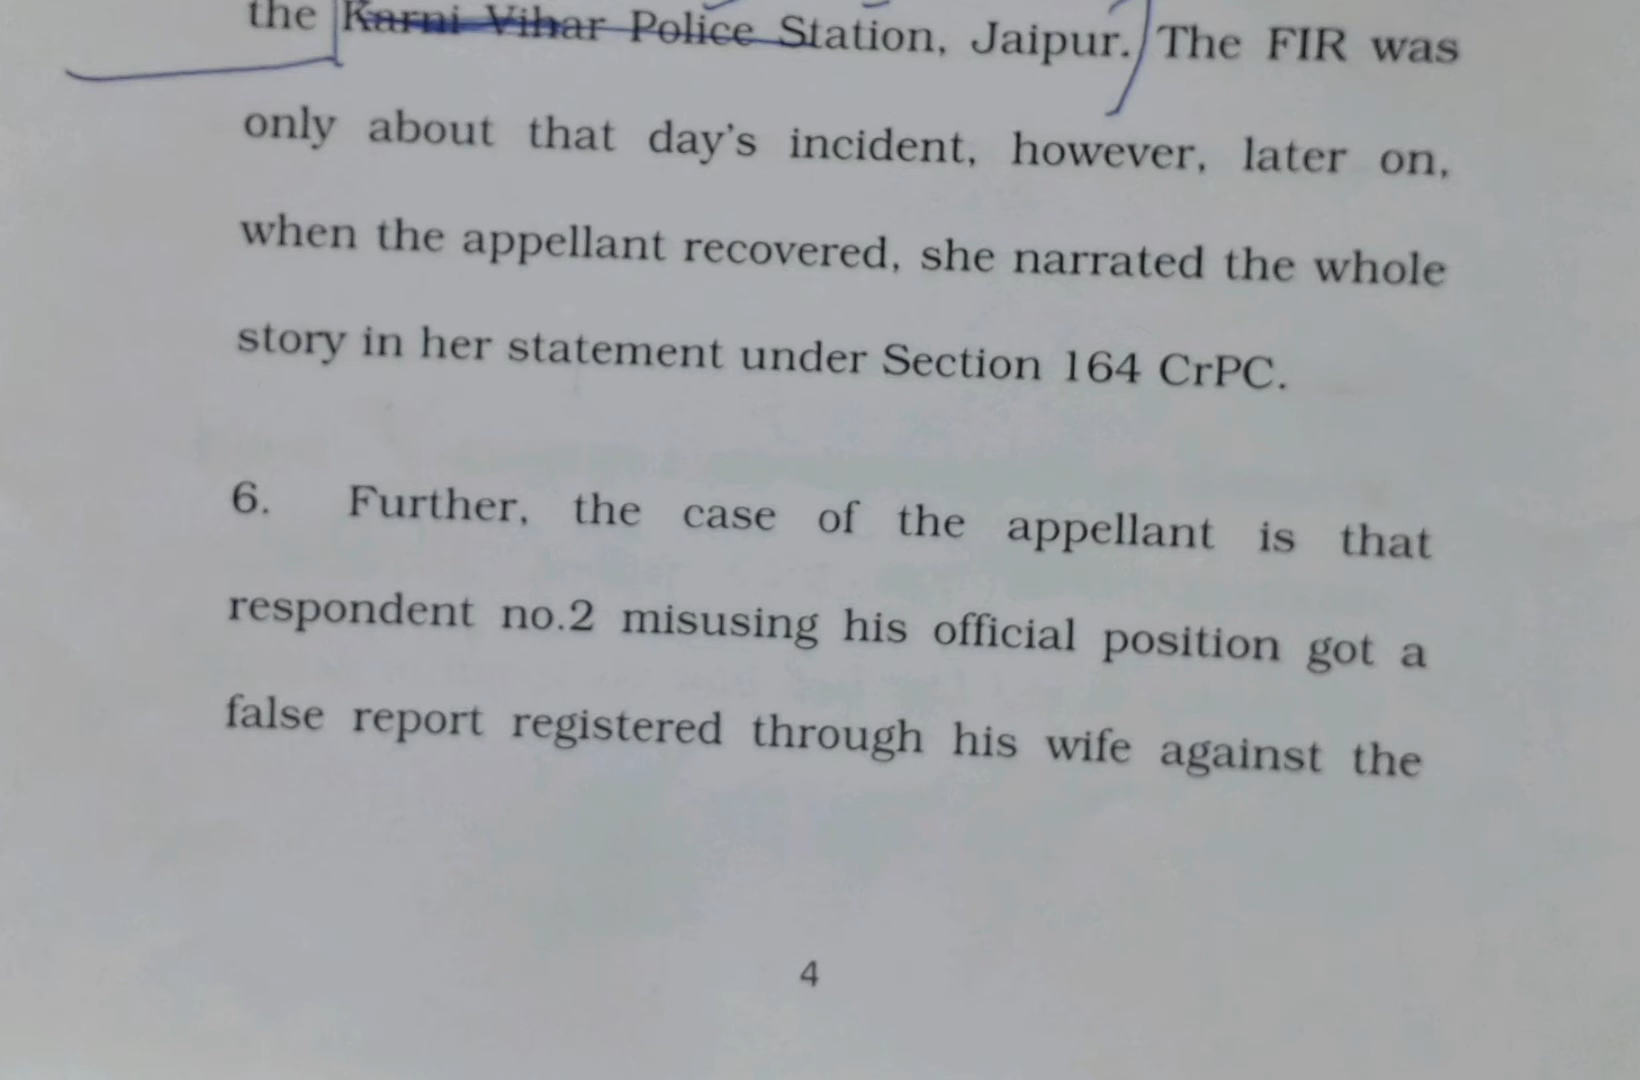 the Karni Vihar Police Station, Jaipur. The FIR was
only about that day's incident, however, later on,
when the appellant recovered, she narrated the whole
story in her statement under Section 164 CrPC.
6. Further, the case of the appellant is that
respondent no.2 misusing his official position got a
false report registered through his wife against the
4